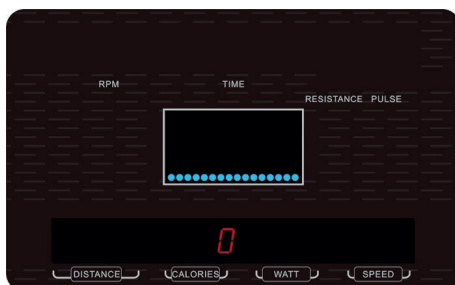 RPM TIME
RESISTANCE PULSE
0
DISTANCE CALORIES WATT SPEED